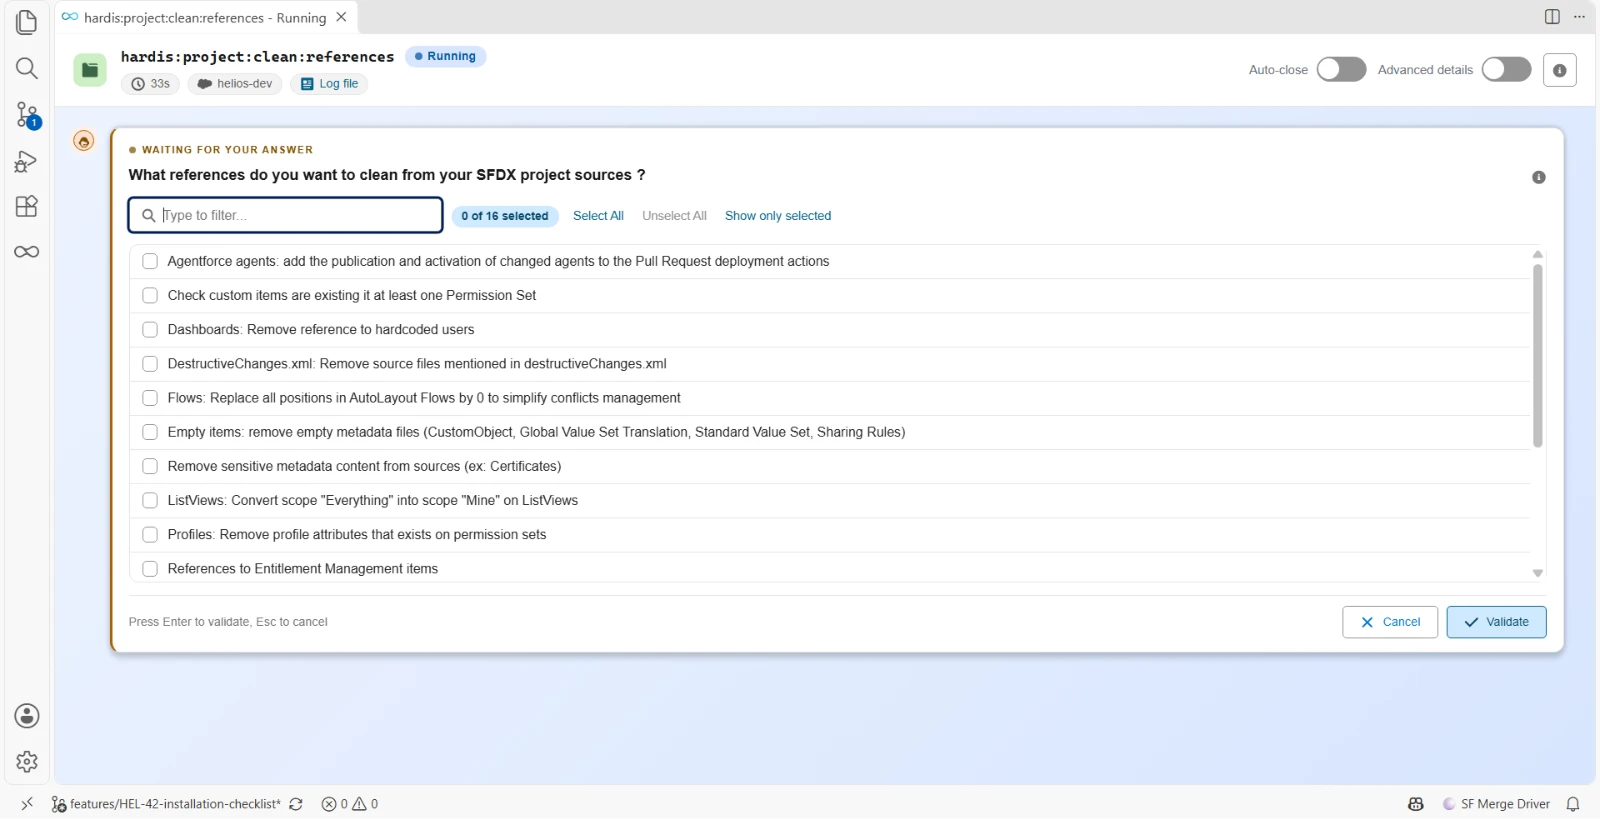 hardis:project:clean:references - Running
hardis:project:clean:references Running
33s helios-dev Log file
Auto-close Advanced details
WAITING FOR YOUR ANSWER
What references do you want to clean from your SFDX project sources ?
Type to filter... 0 of 16 selected Select All Unselect All Show only selected
Agentforce agents: add the publication and activation of changed agents to the Pull Request deployment actions
Check custom items are existing it at least one Permission Set
Dashboards: Remove reference to hardcoded users
DestructiveChanges.xml: Remove source files mentioned in destructiveChanges.xml
Flows: Replace all positions in AutoLayout Flows by 0 to simplify conflicts management
Empty items: remove empty metadata files (CustomObject, Global Value Set Translation, Standard Value Set, Sharing Rules)
Remove sensitive metadata content from sources (ex: Certificates)
ListViews: Convert scope "Everything" into scope "Mine" on ListViews
Profiles: Remove profile attributes that exists on permission sets
References to Entitlement Management items
Press Enter to validate, Esc to cancel
Cancel Validate
1
features/HEL-42-installation-checklist* 0 0 SF Merge Driver